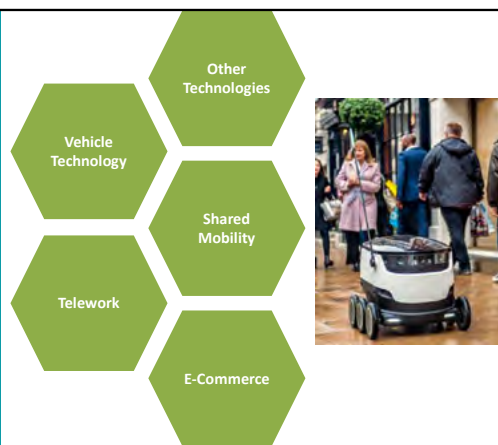 Other
Technologies
Vehicle
Technology
Shared
Mobility
Telework
E-Commerce